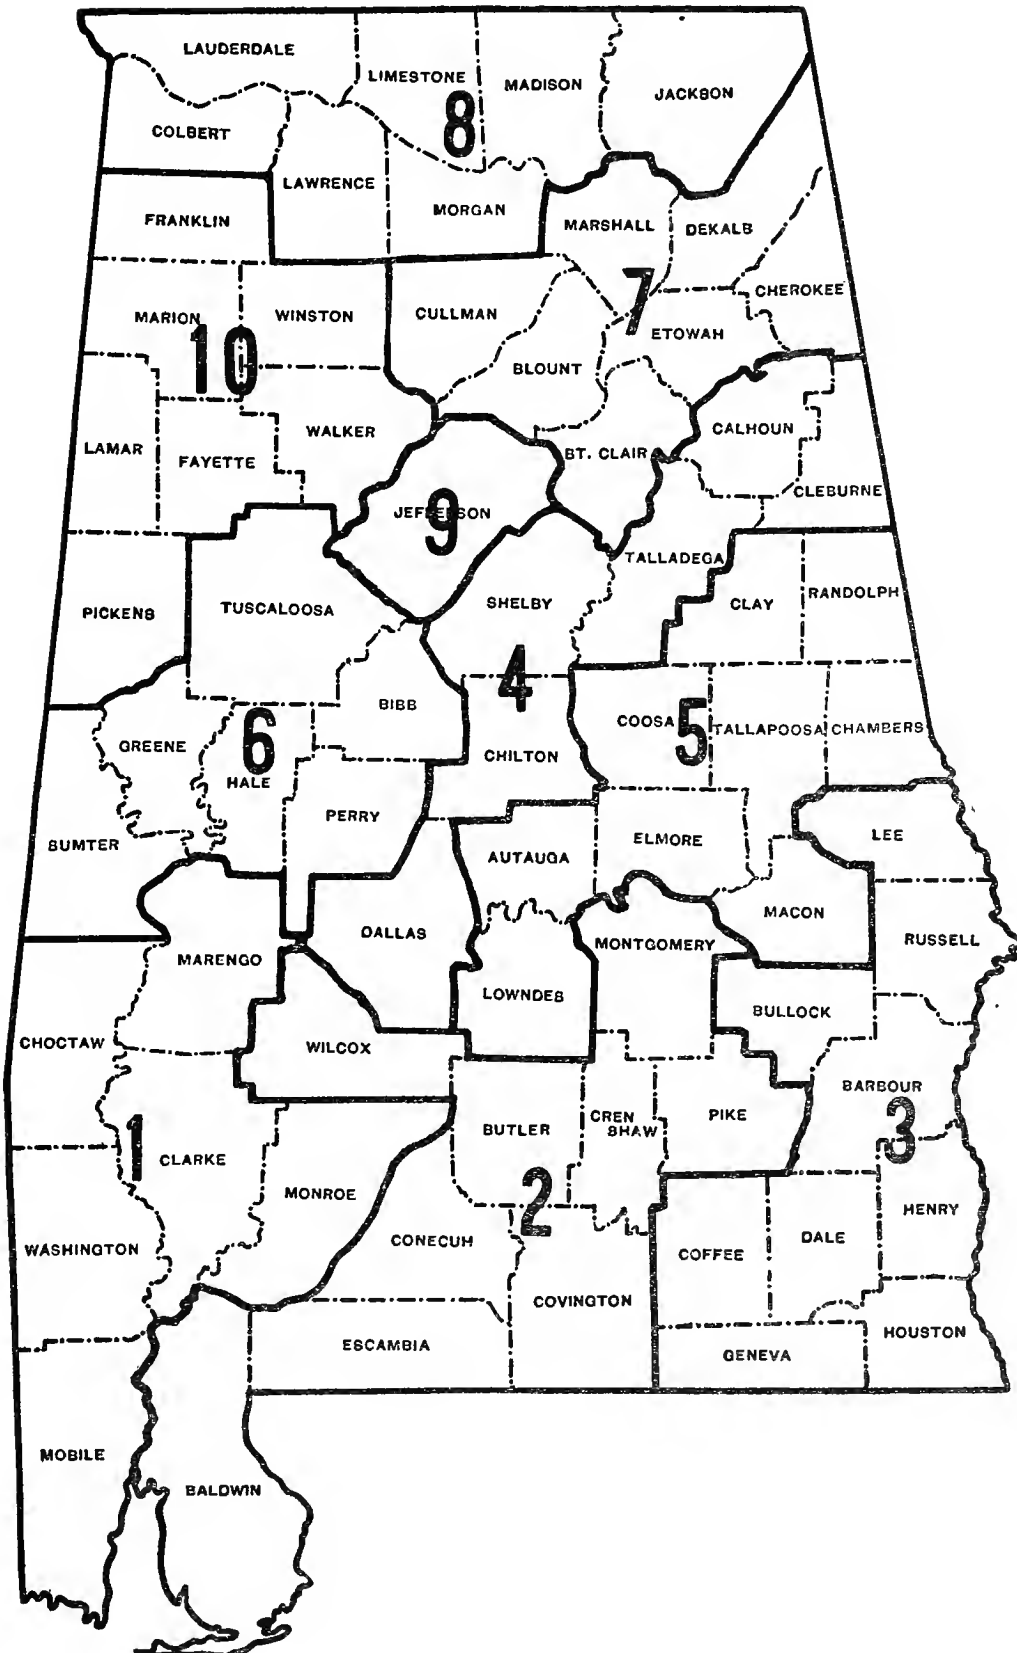 LAUDERDALE
LIMESTONE
MADISON
JACKSON
COLBERT
8
LAWRENCE
MORGAN
FRANKLIN
MARSHALL
DEKALB
MARION
WINSTON
CULLMAN
7
CHEROKEE
10
ETOWAH
BLOUNT
LAMAR
FAYETTE
WALKER
ST. CLAIR
CALHOUN
CLEBURNE
9
JEFFERSON
TALLADEGA
PICKENS
TUSCALOOSA
SHELBY
CLAY
RANDOLPH
4
BIBB
GREENE
6
HALE
CHILTON
COOSA
5
TALLAPOOSA
CHAMBERS
SUMTER
PERRY
AUTAUGA
ELMORE
LEE
MARENGO
DALLAS
MONTGOMERY
MACON
RUSSELL
LOWNDES
BULLOCK
CHOCTAW
WILCOX
BARBOUR
1
CLARKE
BUTLER
CREN
SHAW
PIKE
3
MONROE
2
WASHINGTON
CONECUH
COFFEE
DALE
HENRY
COVINGTON
ESCAMBIA
GENEVA
HOUSTON
MOBILE
BALDWIN